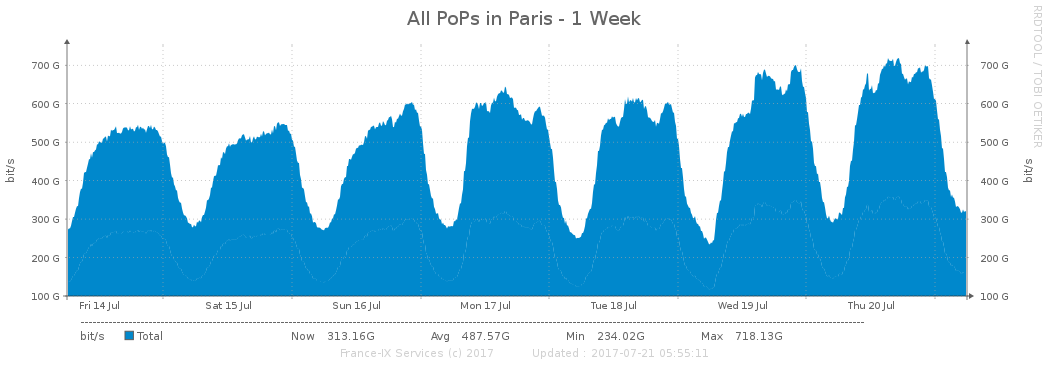 All PoPs in Paris - 1 Week
RRDTOOL / TOBI OETIKER
bit/s
bit/s
700 G 700 G
600 G 600 G
500 G 500 G
400 G 400 G
300 G 300 G
200 G 200 G
100 G 100 G
Fri 14 Jul Sat 15 Jul Sun 16 Jul Mon 17 Jul Tue 18 Jul Wed 19 Jul Thu 20 Jul
bit/s Total Now 313.16G Avg 487.57G Min 234.02G Max 718.13G
France-IX Services (c) 2017 Updated : 2017-07-21 05:55:11